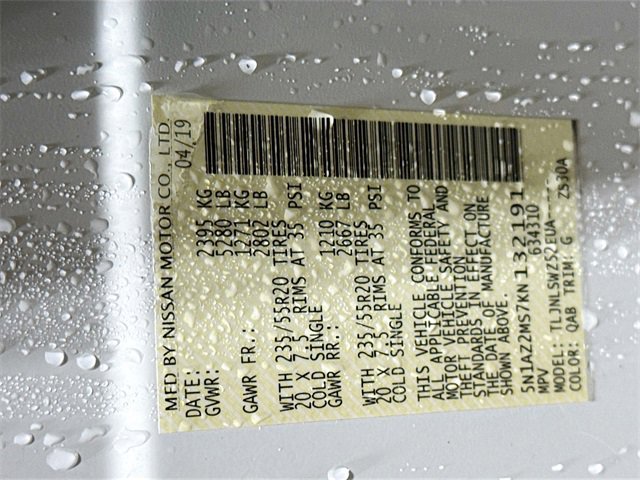 MFD BY NISSAN MOTOR CO., LTD.
DATE: 04/19
GVWR: 2395 KG
5280 LB
GAWR FR.: 1271 KG
2802 LB
WITH 235/55R20 TIRES
20 X 7.5 RIMS AT 35 PSI
COLD SINGLE
GAWR RR.: 1210 KG
2667 LB
WITH 235/55R20 TIRES
20 X 7.5 RIMS AT 35 PSI
COLD SINGLE
THIS VEHICLE CONFORMS TO
ALL APPLICABLE FEDERAL
MOTOR VEHICLE SAFETY AND
THEFT PREVENTION
STANDARDS IN EFFECT ON
THE DATE OF MANUFACTURE
SHOWN ABOVE.
5N1AZ2MS7KN132191
MPV 634310
MODEL: TLJNLSWZ52EUA----
COLOR: QAB TRIM: G Z530A